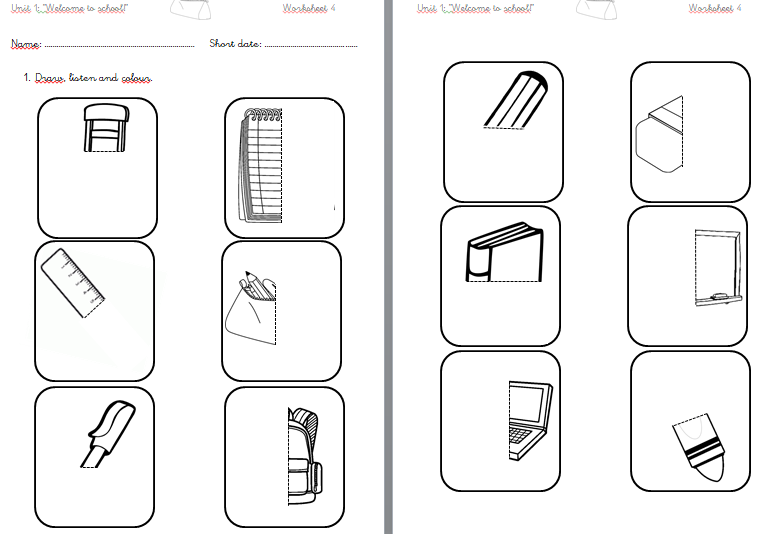 Unit 1: "Welcome to school!" Worksheet 4
Name: Short date:
1. Draw, listen and colour.
Unit 1: "Welcome to school!" Worksheet 4